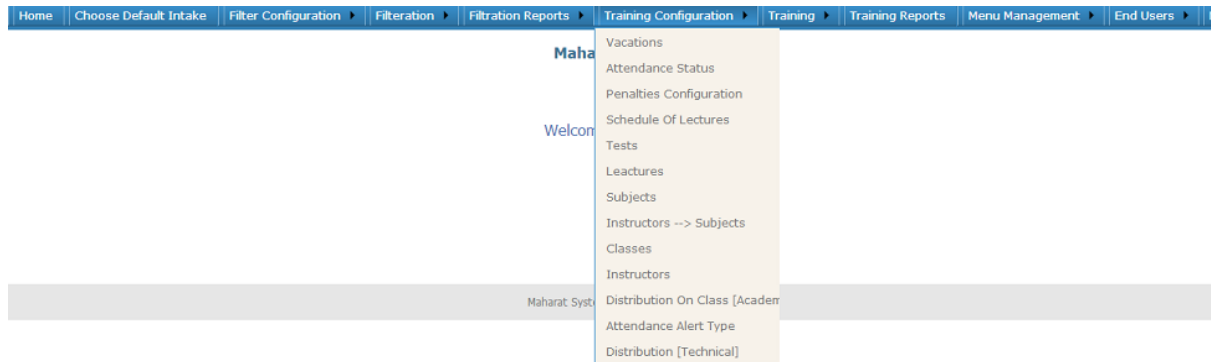 Home Choose Default Intake Filter Configuration Filteration Filtration Reports Training Configuration Training Training Reports Menu Management End Users
Vacations
Maha
Attendance Status
Penalties Configuration
Schedule Of Lectures
Welcom
Tests
Leactures
Subjects
Instructors --> Subjects
Classes
Instructors
Maharat Syst
Distribution On Class [Academ
Attendance Alert Type
Distribution [Technical]